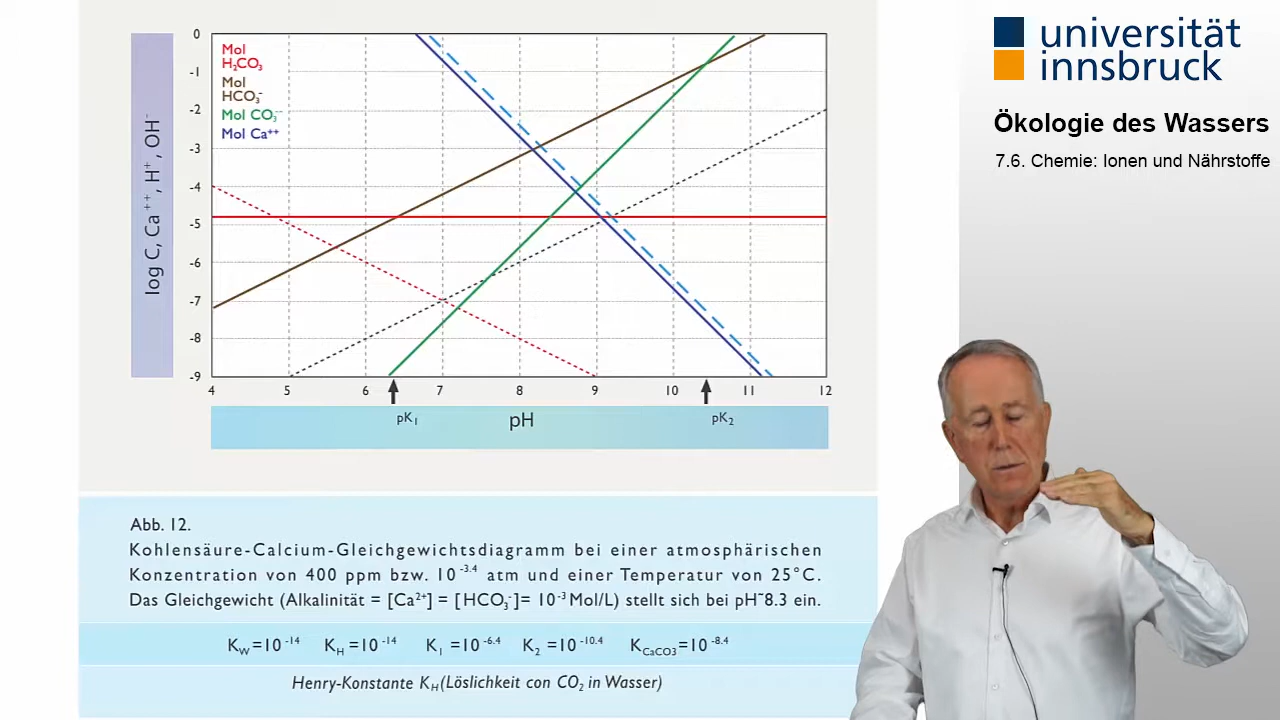 universität
innsbruck
Ökologie des Wassers
7.6. Chemie: Ionen und Nährstoffe
log C, Ca⁺⁺, H⁺, OH⁻
0
-1
-2
-3
-4
-5
-6
-7
-8
-9
Mol
H₂CO₃
Mol
HCO₃⁻
Mol CO₃⁻⁻
Mol Ca⁺⁺
4 5 6 7 8 9 10 11 12
pK₁ pH pK₂
Abb. 12.
Kohlensäure-Calcium-Gleichgewichtsdiagramm bei einer atmosphärischen
Konzentration von 400 ppm bzw. 10⁻³·⁴ atm und einer Temperatur von 25°C.
Das Gleichgewicht (Alkalinität = [Ca²⁺] = [HCO₃⁻]= 10⁻³ Mol/L) stellt sich bei pH~8.3 ein.
K_W=10⁻¹⁴ K_H=10⁻¹⁴ K₁=10⁻⁶·⁴ K₂=10⁻¹⁰·⁴ K_CaCO3=10⁻⁸·⁴
Henry-Konstante K_H(Löslichkeit con CO₂ in Wasser)